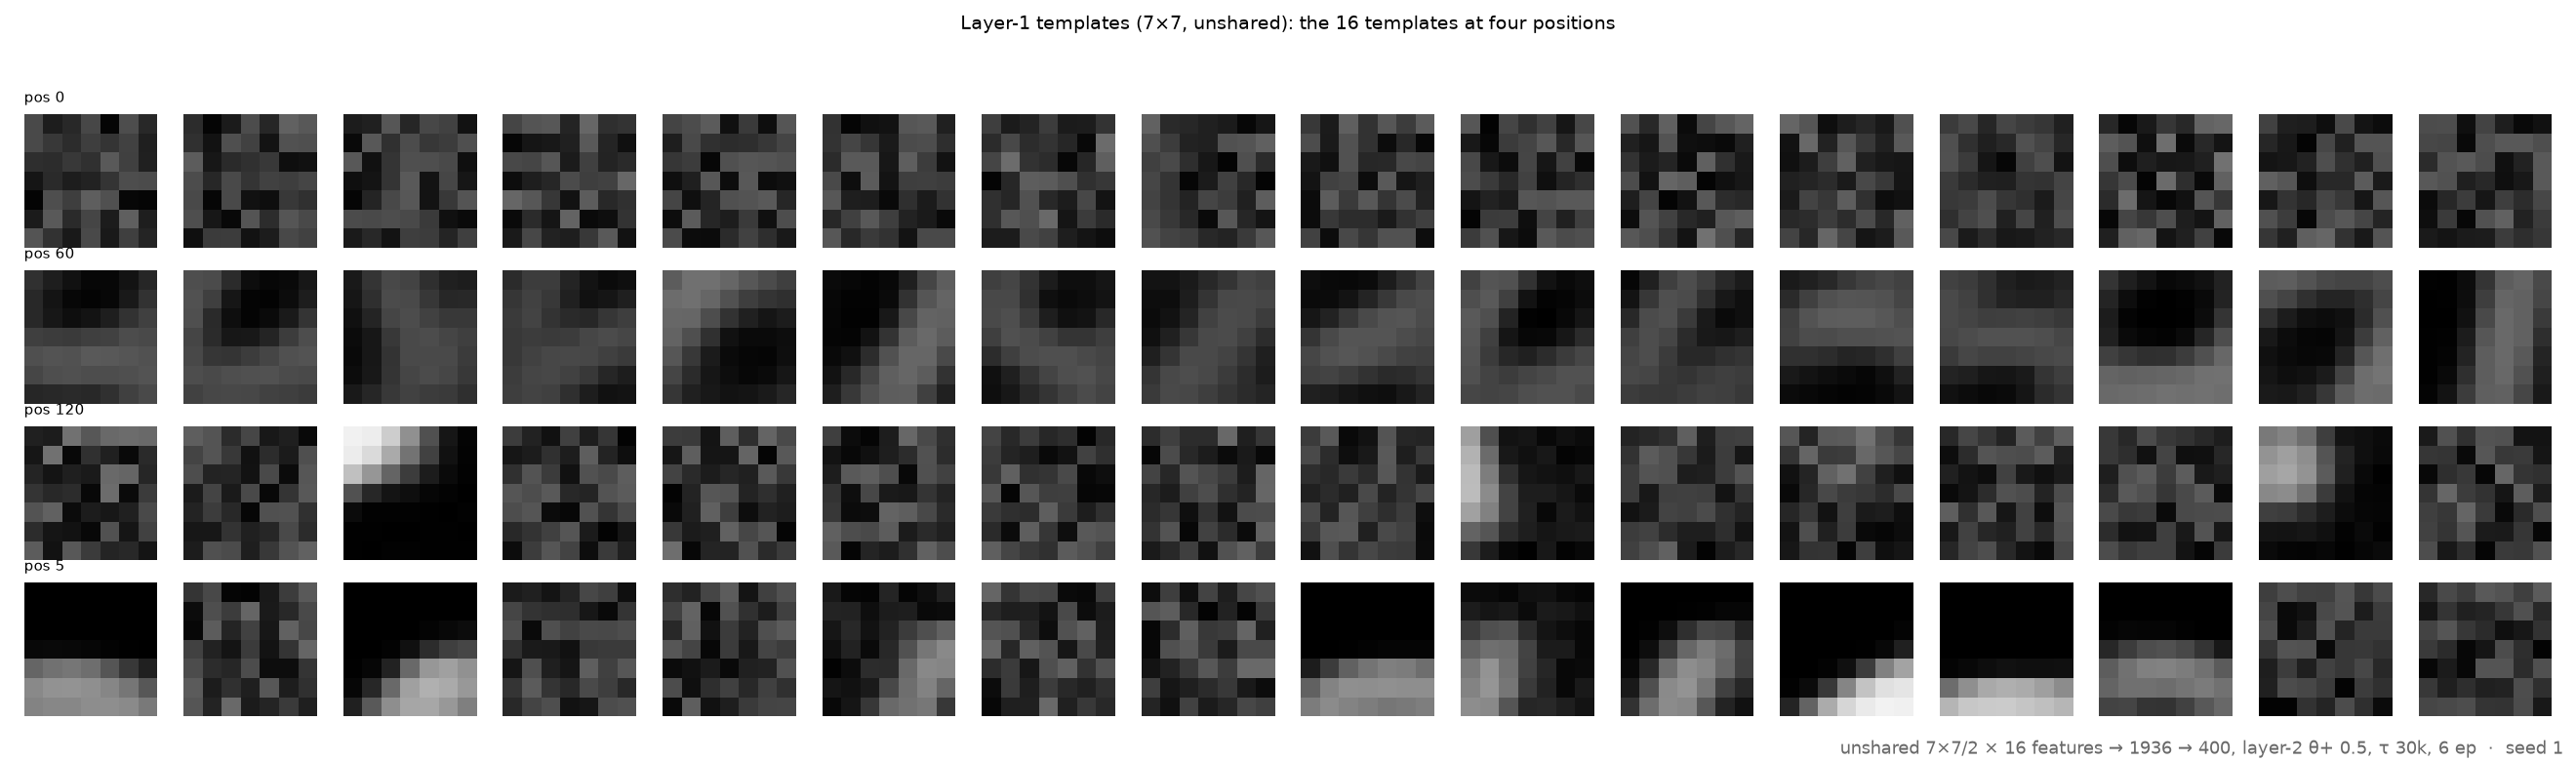 Layer-1 templates (7×7, unshared): the 16 templates at four positions
pos 0
pos 60
pos 120
pos 5
unshared 7×7/2 × 16 features → 1936 → 400, layer-2 θ+ 0.5, τ 30k, 6 ep · seed 1